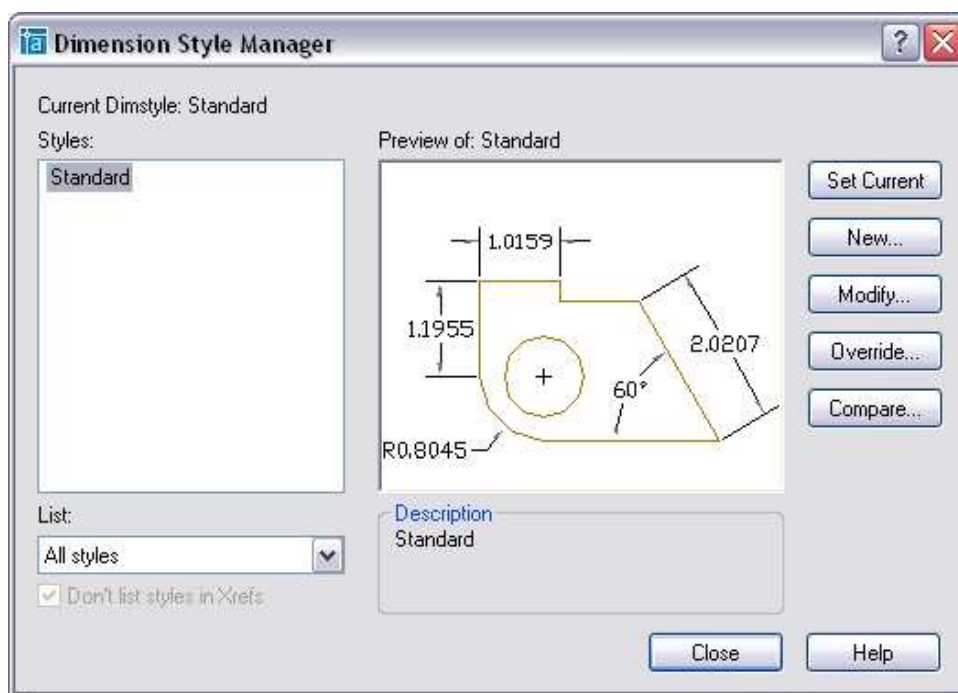 Dimension Style Manager
Current Dimstyle: Standard
Styles:
Standard
Preview of: Standard
1.0159
1.1955
2.0207
60°
R0.8045
Set Current
New...
Modify...
Override...
Compare...
List:
All styles
Don't list styles in Xrefs
Description
Standard
Close
Help